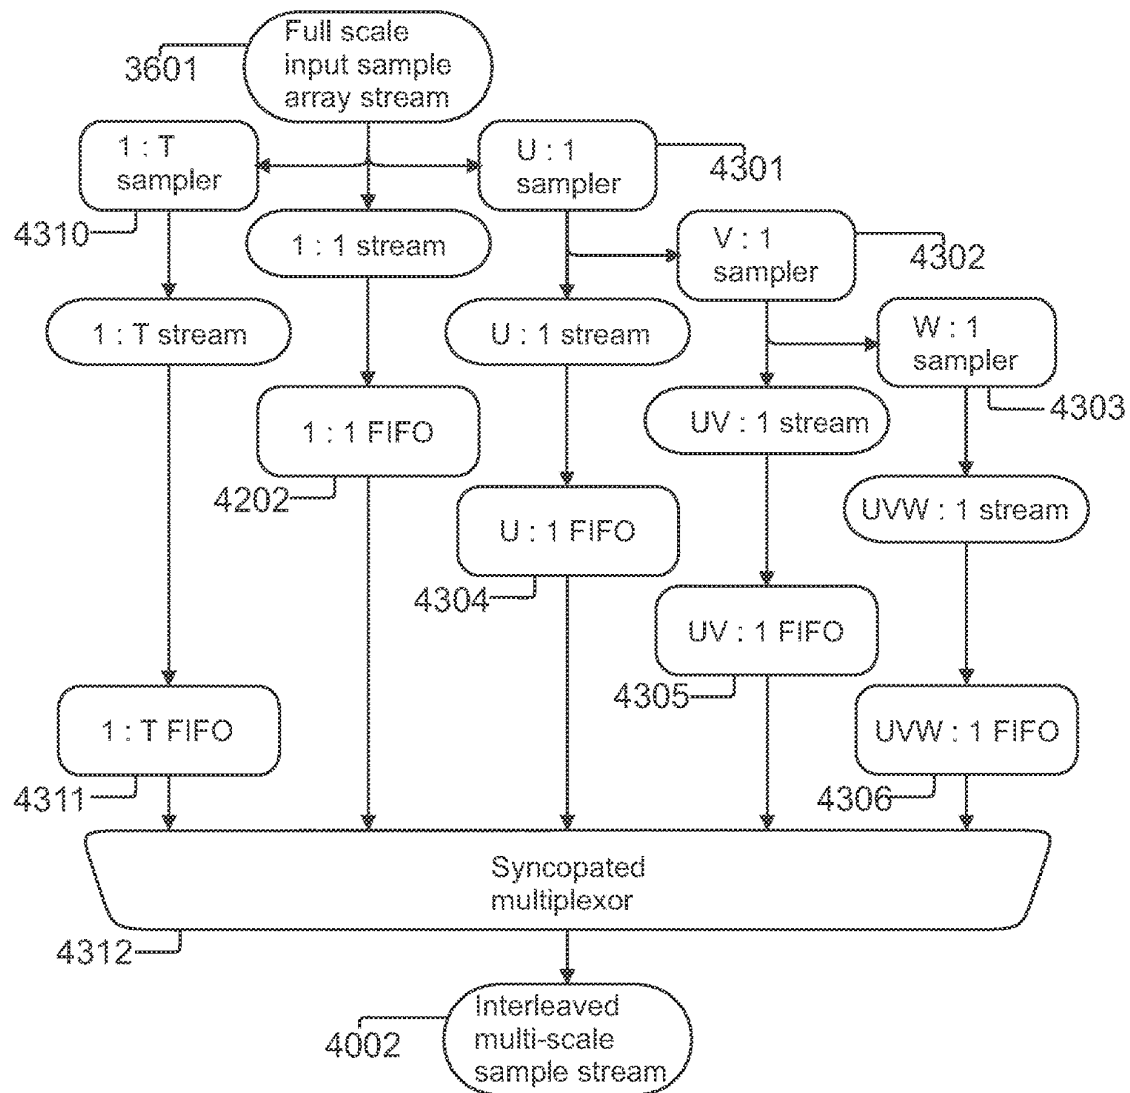 Full scale
input sample
array stream
3601
1 : T
sampler
U : 1
sampler
4301
4310
1 : 1 stream
V : 1
sampler
4302
1 : T stream
U : 1 stream
W : 1
sampler
4303
1 : 1 FIFO
UV : 1 stream
4202
U : 1 FIFO
UVW : 1 stream
4304
UV : 1 FIFO
4305
1 : T FIFO
UVW : 1 FIFO
4311
4306
Syncopated
multiplexor
4312
Interleaved
multi-scale
sample stream
4002